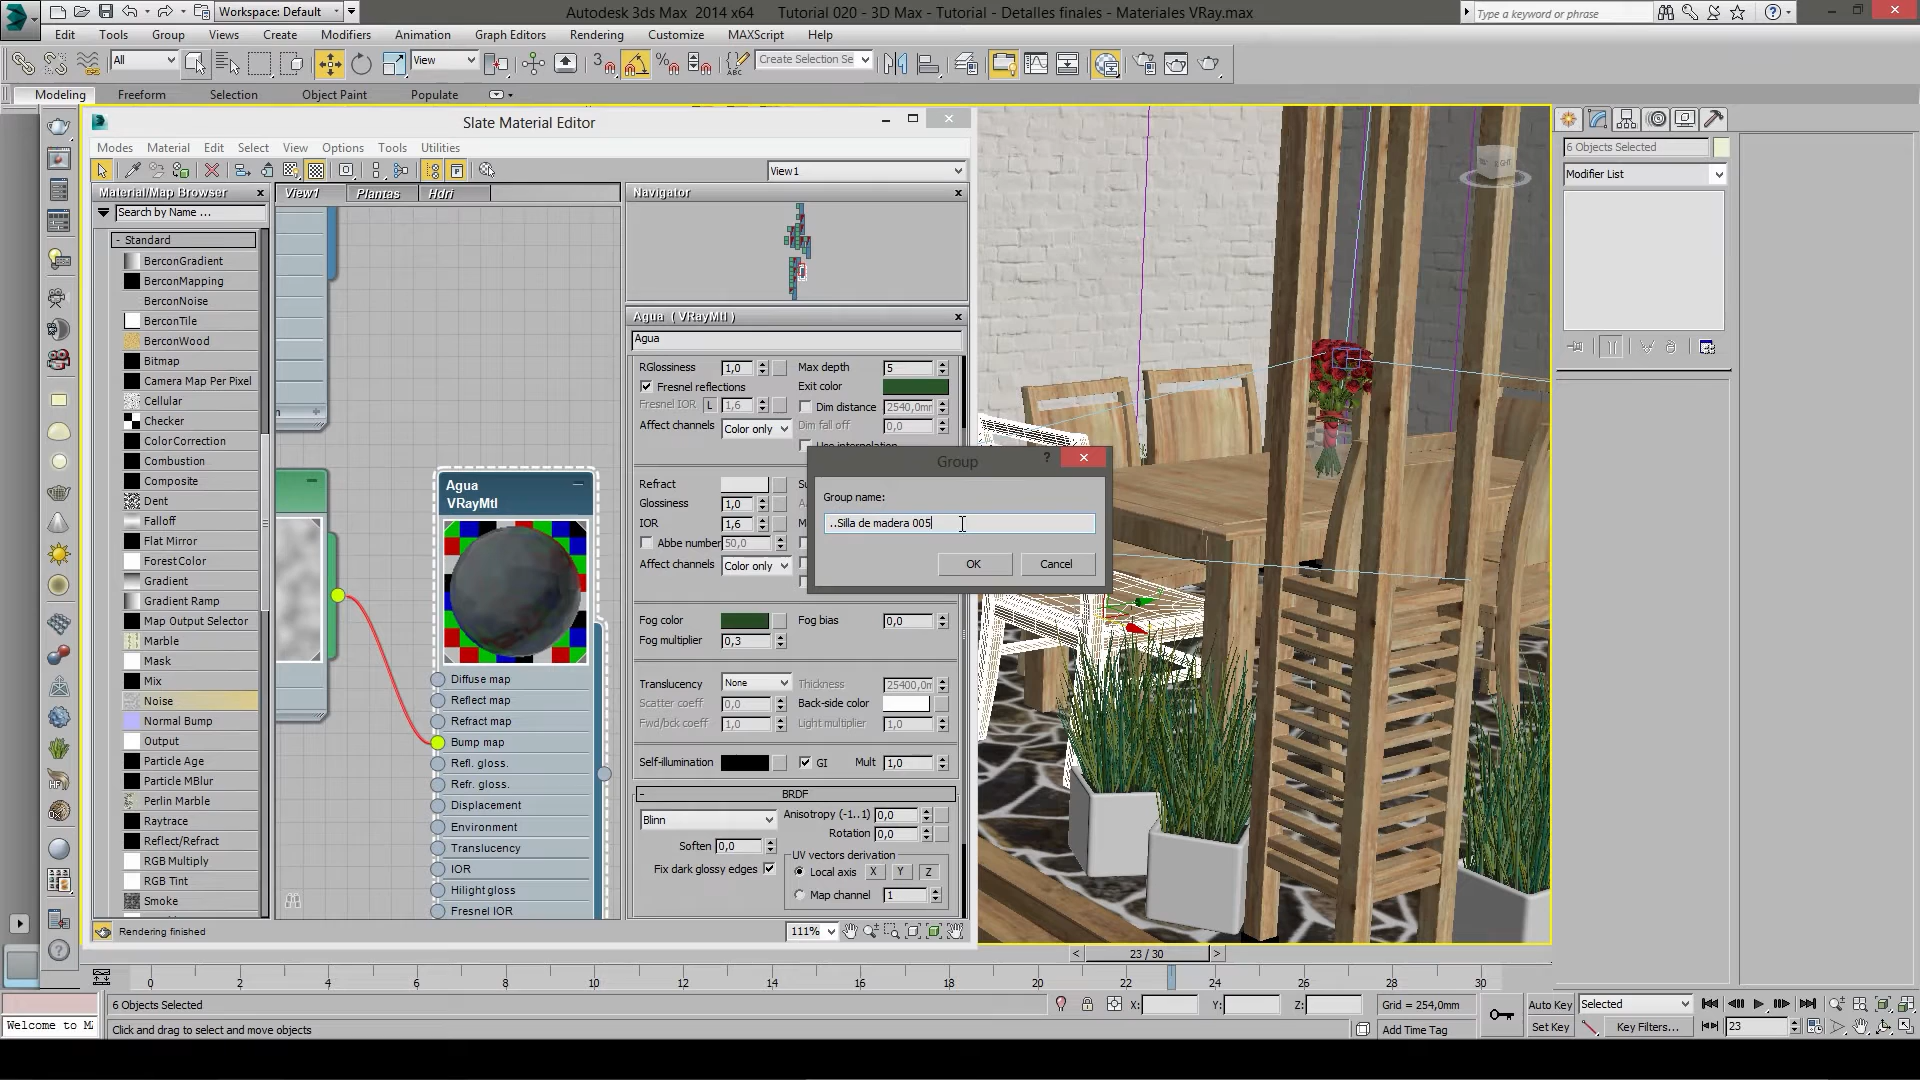 Workspace: Default
Autodesk 3ds Max 2014 x64 Tutorial 020 - 3D Max - Tutorial - Detalles finales - Materiales VRay.max
Type a keyword or phrase
Edit Tools Group Views Create Modifiers Animation Graph Editors Rendering Customize MAXScript Help
All View 3 Create Selection Se
Modeling Freeform Selection Object Paint Populate
Slate Material Editor
Modes Material Edit Select View Options Tools Utilities
View1
Material/Map Browser
Search by Name ...
- Standard
BerconGradient
BerconMapping
BerconNoise
BerconTile
BerconWood
Bitmap
Camera Map Per Pixel
Cellular
Checker
ColorCorrection
Combustion
Composite
Dent
Falloff
Flat Mirror
ForestColor
Gradient
Gradient Ramp
Map Output Selector
Marble
Mask
Mix
Noise
Normal Bump
Output
Particle Age
Particle MBlur
Perlin Marble
Raytrace
Reflect/Refract
RGB Multiply
RGB Tint
Smoke
Rendering finished
View1 Plantas Hdri
Agua
VRayMtl
Diffuse map
Reflect map
Refract map
Bump map
Refl. gloss.
Refr. gloss.
Displacement
Environment
Translucency
IOR
Hilight gloss
Fresnel IOR
Navigator
Agua ( VRayMtl )
Agua
RGlossiness 1,0 Max depth 5
Fresnel reflections Exit color
Fresnel IOR L 1,6 Dim distance 2540,0mm
Affect channels Color only Dim fall off 0,0
Use interpolation
Refract
Glossiness 1,0
IOR 1,6
Abbe number 50,0
Affect channels Color only
Fog color Fog bias 0,0
Fog multiplier 0,3
Translucency None Thickness 25400,0m
Scatter coeff 0,0 Back-side color
Fwd/bck coeff 1,0 Light multiplier 1,0
Self-illumination GI Mult 1,0
- BRDF
Blinn Anisotropy (-1..1) 0,0
Rotation 0,0
Soften 0,0 UV vectors derivation
Fix dark glossy edges Local axis X Y Z
Map channel 1
111%
Group
?
Group name:
..Silla de madera 005
OK Cancel
RIGHT
6 Objects Selected
Modifier List
< 23 / 30 >
0 2 4 6 8 10 12 14 16 18 20 22 24 26 28 30
6 Objects Selected X: Y: Z: Grid = 254,0mm Auto Key Selected
Welcome to M Click and drag to select and move objects Add Time Tag Set Key Key Filters... 23